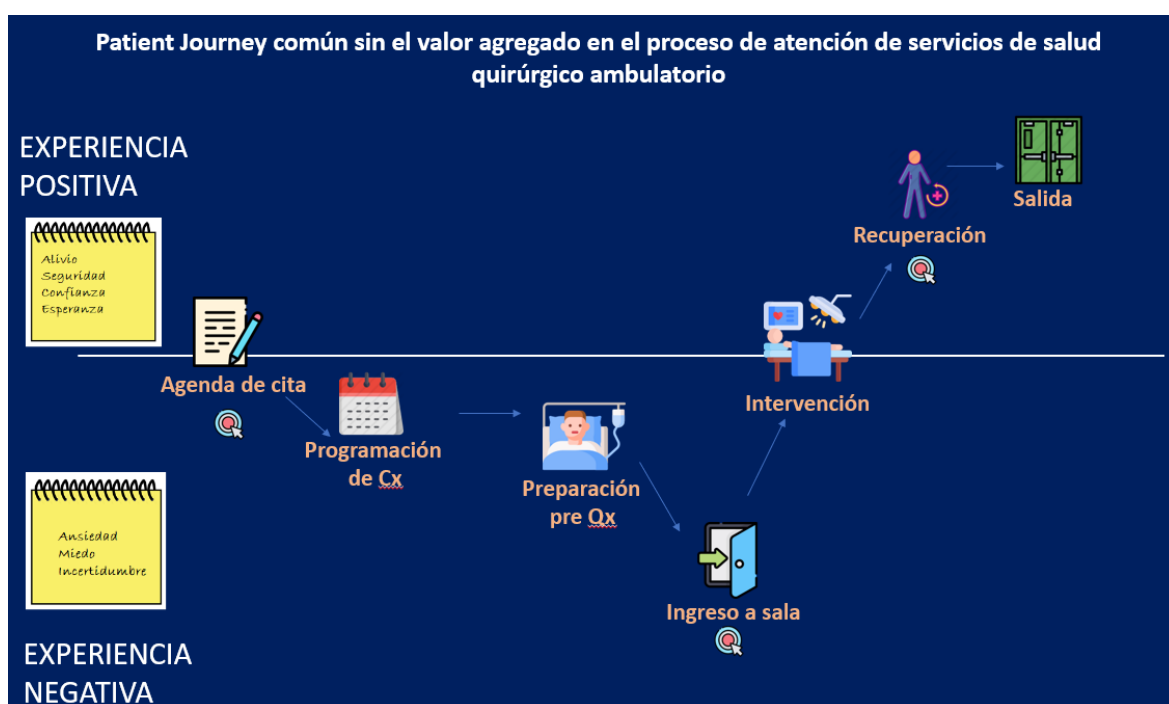 Patient Journey común sin el valor agregado en el proceso de atención de servicios de salud
quirúrgico ambulatorio
EXPERIENCIA
POSITIVA
Alivio
Seguridad
Confianza
Esperanza
Salida
Recuperación
Agenda de cita
Intervención
Programación
de Cx
Preparación
pre Qx
Ansiedad
Miedo
Incertidumbre
Ingreso a sala
EXPERIENCIA
NEGATIVA